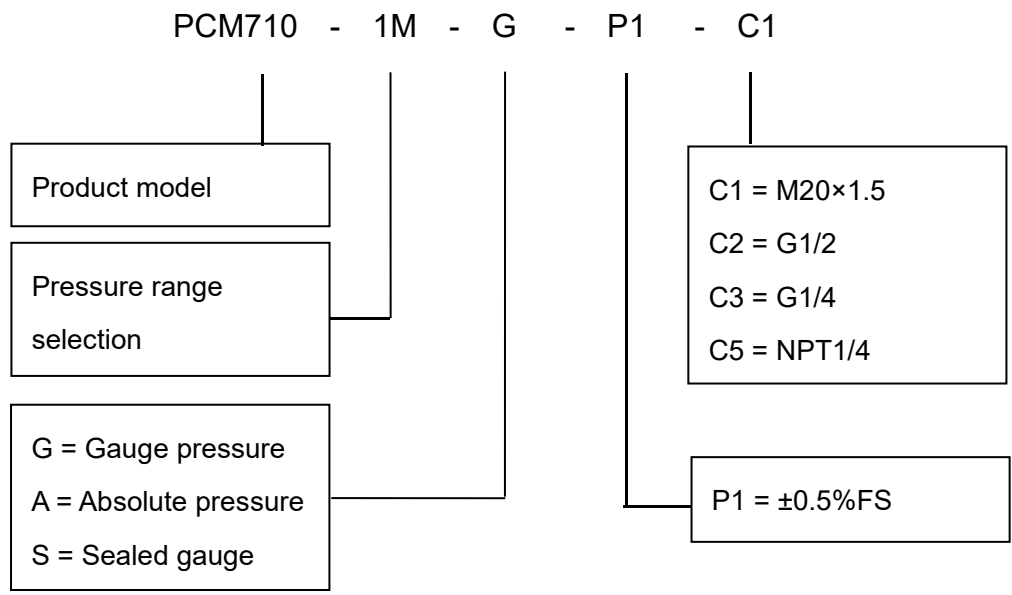 PCM710 - 1M - G - P1 - C1
Product model
Pressure range
selection
G = Gauge pressure
A = Absolute pressure
S = Sealed gauge
C1 = M20×1.5
C2 = G1/2
C3 = G1/4
C5 = NPT1/4
P1 = ±0.5%FS